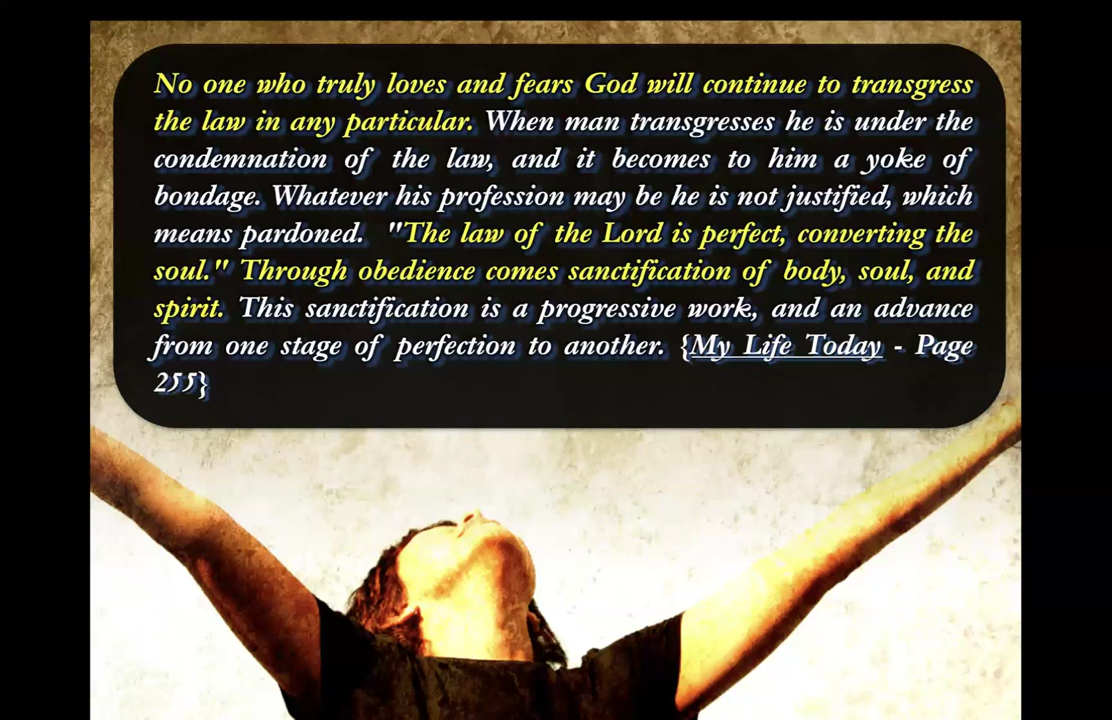 No one who truly loves and fears God will continue to transgress
the law in any particular. When man transgresses he is under the
condemnation of the law, and it becomes to him a yoke of
bondage. Whatever his profession may be he is not justified, which
means pardoned. "The law of the Lord is perfect, converting the
soul." Through obedience comes sanctification of body, soul, and
spirit. This sanctification is a progressive work, and an advance
from one stage of perfection to another. {My Life Today - Page
255}